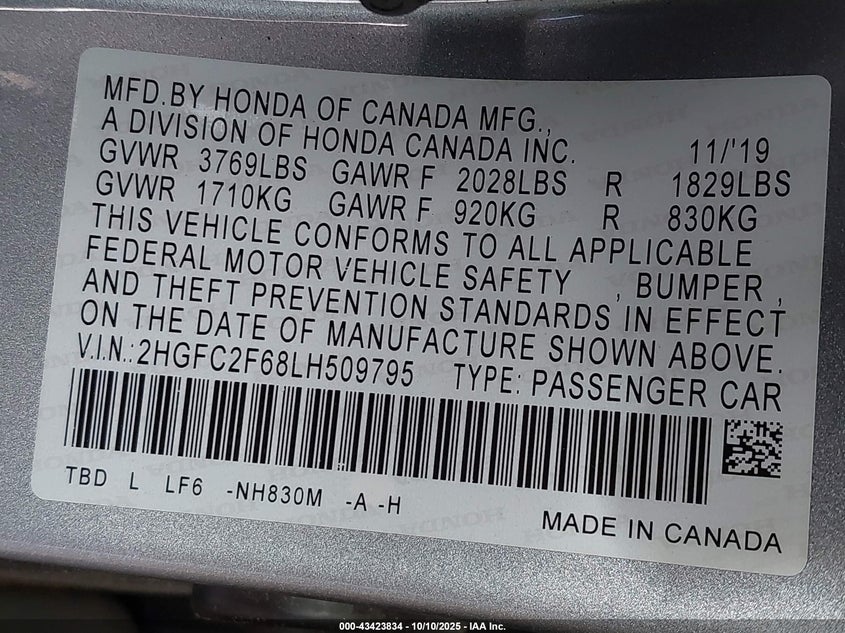 MFD.BY HONDA OF CANADA MFG.,
A DIVISION OF HONDA CANADA INC. 11/'19
GVWR 3769LBS GAWR F 2028LBS R 1829LBS
GVWR 1710KG GAWR F 920KG R 830KG
THIS VEHICLE CONFORMS TO ALL APPLICABLE
FEDERAL MOTOR VEHICLE SAFETY , BUMPER ,
AND THEFT PREVENTION STANDARDS IN EFFECT
ON THE DATE OF MANUFACTURE SHOWN ABOVE.
V.I.N.:2HGFC2F68LH509795 TYPE: PASSENGER CAR
TBD L LF6 -NH830M -A -H
MADE IN CANADA
000-43423834 - 10/10/2025 - IAA Inc.